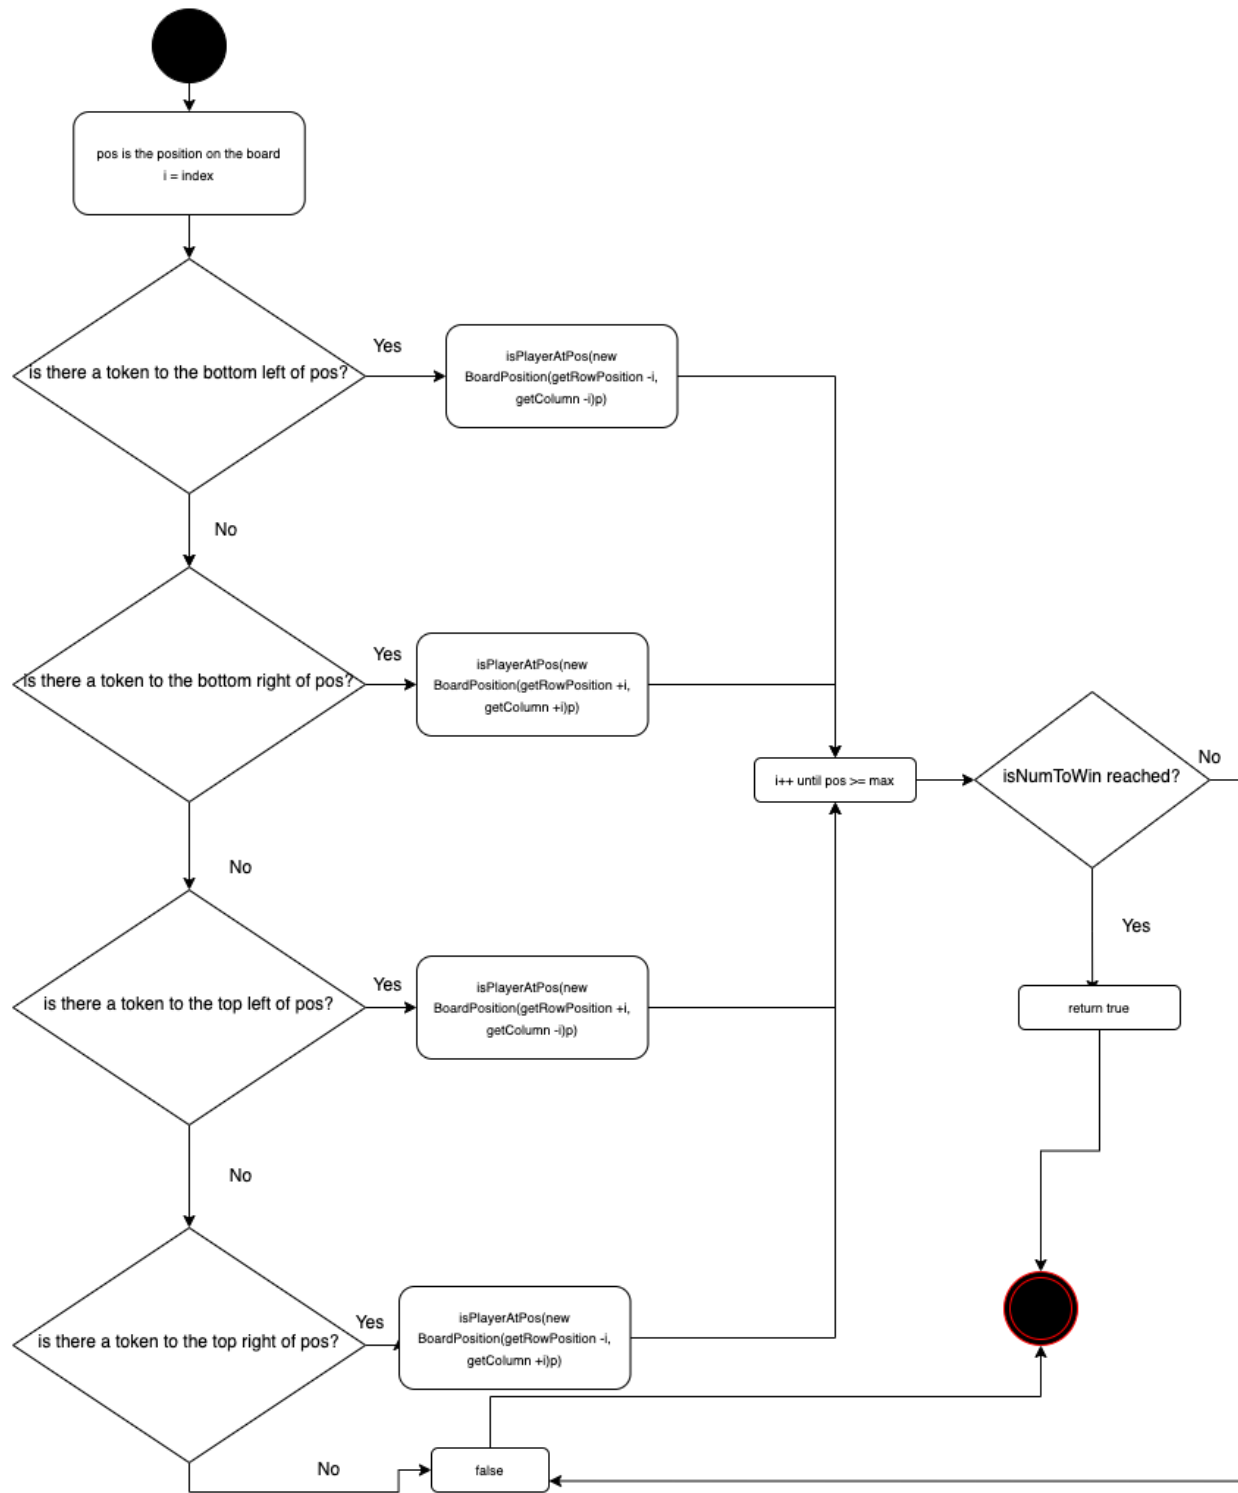 pos is the position on the board
i = index
is there a token to the bottom left of pos?
Yes
isPlayerAtPos(new
BoardPosition(getRowPosition -i,
getColumn -i)p)
No
is there a token to the bottom right of pos?
Yes
isPlayerAtPos(new
BoardPosition(getRowPosition +i,
getColumn +i)p)
i++ until pos >= max
isNumToWin reached?
No
Yes
return true
No
is there a token to the top left of pos?
Yes
isPlayerAtPos(new
BoardPosition(getRowPosition +i,
getColumn -i)p)
No
is there a token to the top right of pos?
Yes
isPlayerAtPos(new
BoardPosition(getRowPosition -i,
getColumn +i)p)
No
false